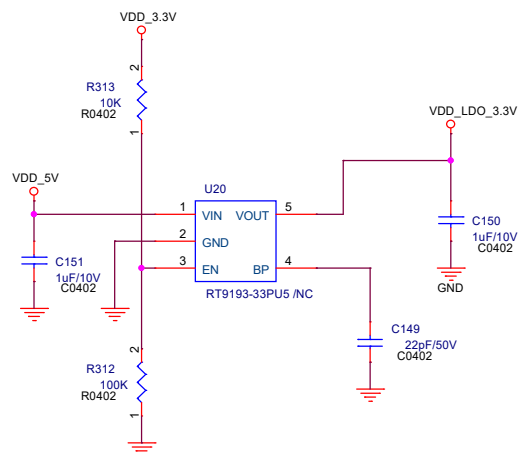 VDD_3.3V
2
R313
10K
R0402
1
VDD_LDO_3.3V
VDD_5V
U20
1 VIN VOUT 5
2 GND
3 EN BP 4
RT9193-33PU5 /NC
C151
1uF/10V
C0402
C150
1uF/10V
C0402
GND
C149
22pF/50V
C0402
2
R312
100K
R0402
1